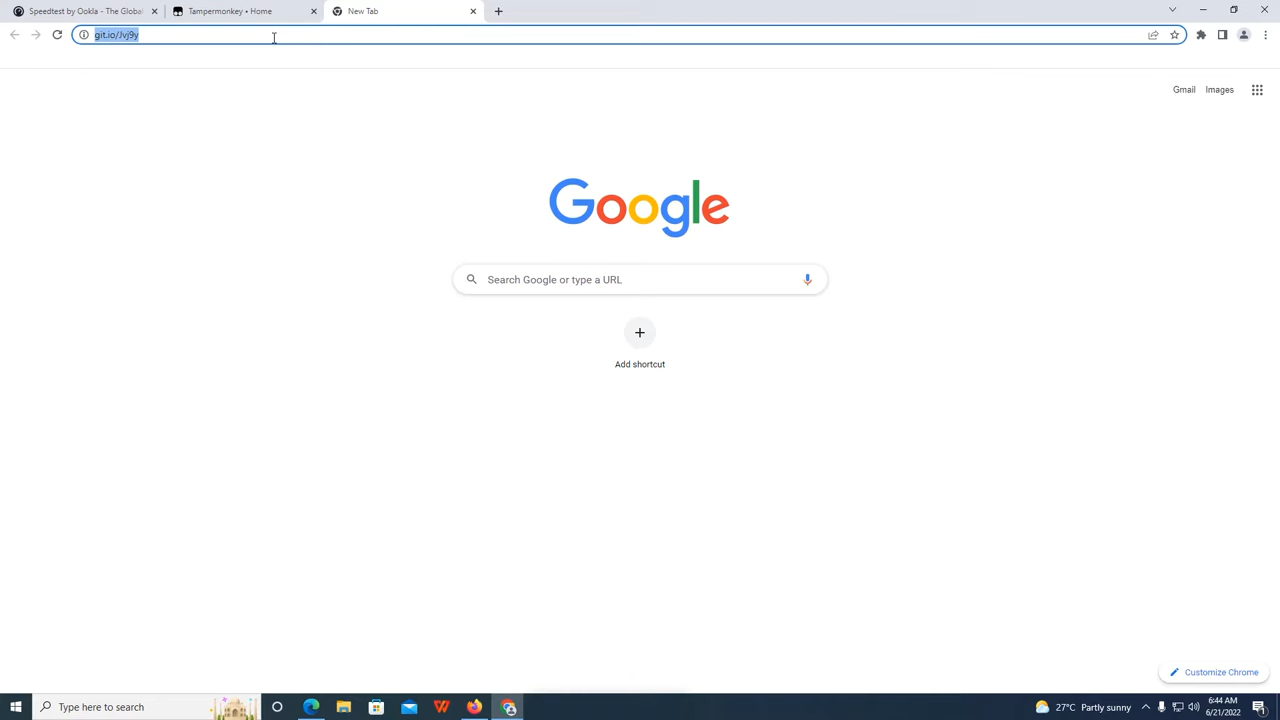 Speedtest by Ookla - The Global
Tampermonkey • Home
New Tab
git.io/Jvj9y
Gmail
Images
Google
Search Google or type a URL
Add shortcut
Customize Chrome
Type here to search
27°C Partly sunny
6:44 AM
6/21/2022